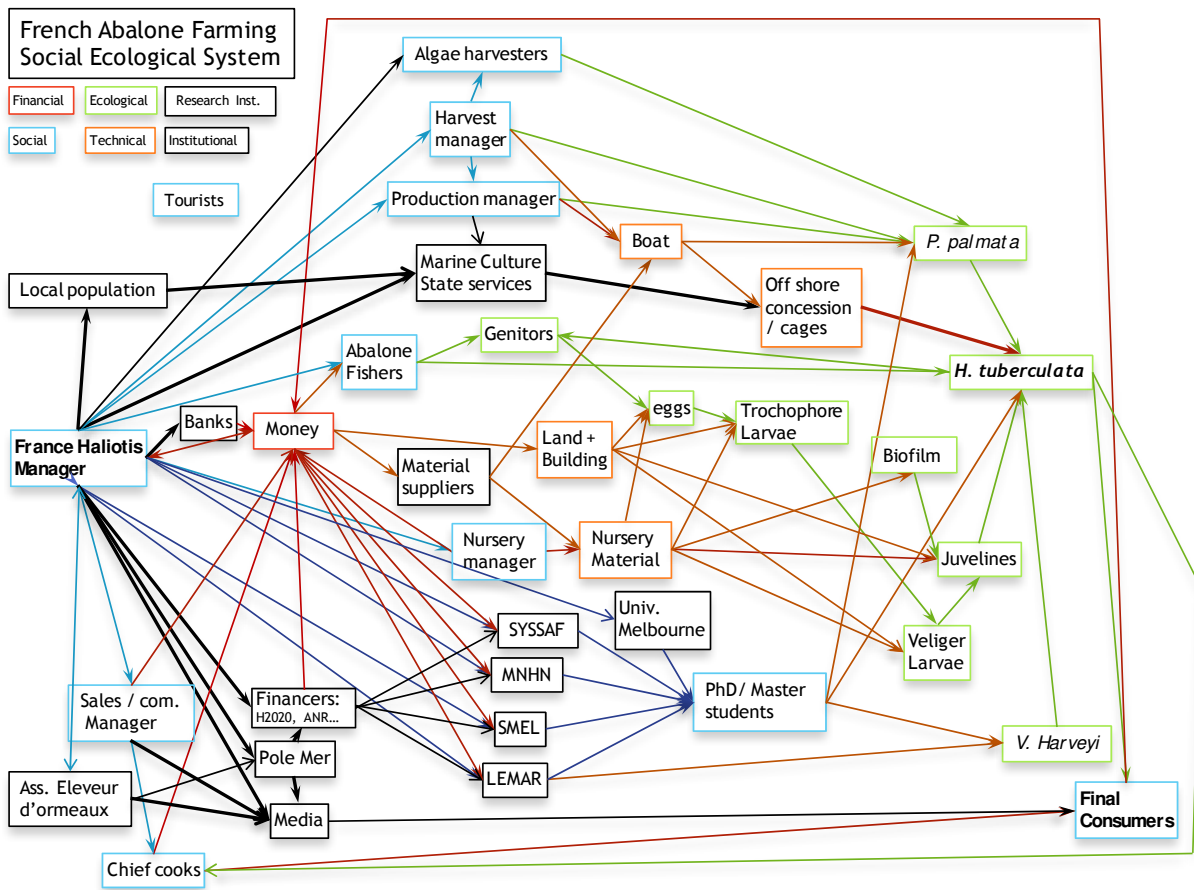 French Abalone Farming
Social Ecological System
Financial
Ecological
Research Inst.
Social
Technical
Institutional
Tourists
Algae harvesters
Harvest
manager
Production manager
Marine Culture
State services
Local population
Boat
P. palmata
Off shore
concession
/ cages
Genitors
Abalone
Fishers
H. tuberculata
Banks
Money
eggs
Trochophore
Larvae
France Haliotis
Manager
Material
suppliers
Land +
Building
Biofilm
Nursery
manager
Nursery
Material
Juvelines
SYSSAF
Univ.
Melbourne
Veliger
Larvae
MNHN
Sales / com.
Manager
Financers:
H2020, ANR...
PhD/ Master
students
SMEL
V. Harveyi
Pole Mer
LEMAR
Ass. Eleveur
d'ormeaux
Media
Final
Consumers
Chief cooks